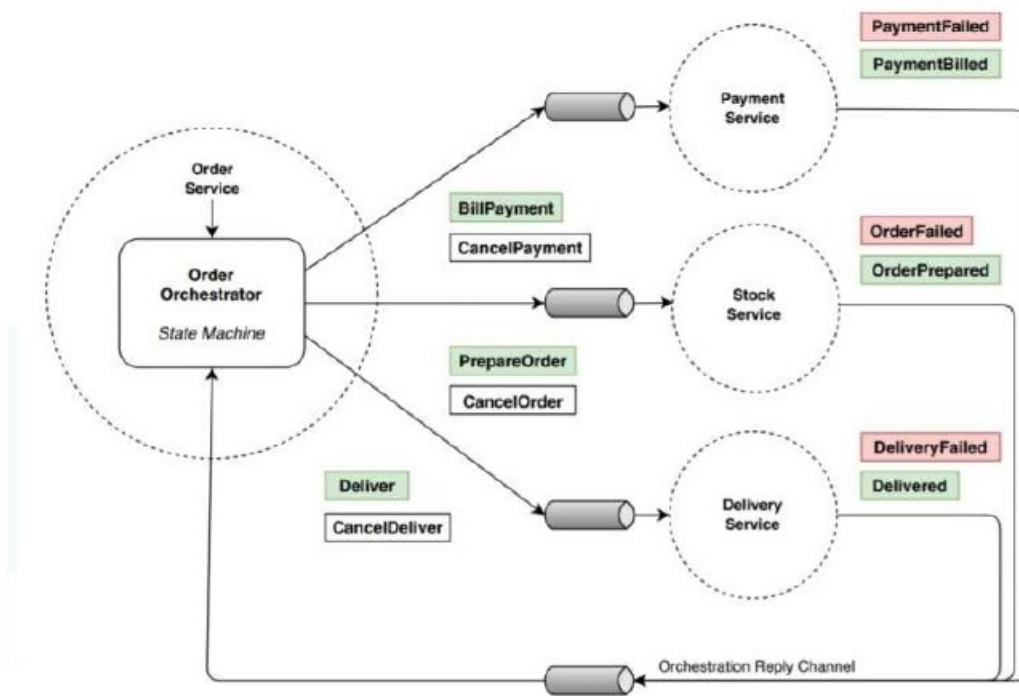 PaymentFailed
PaymentBilled
Payment
Service
Order
Service
BillPayment
CancelPayment
OrderFailed
OrderPrepared
Order
Orchestrator
State Machine
Stock
Service
PrepareOrder
CancelOrder
DeliveryFailed
Delivered
Deliver
CancelDeliver
Delivery
Service
Orchestration Reply Channel